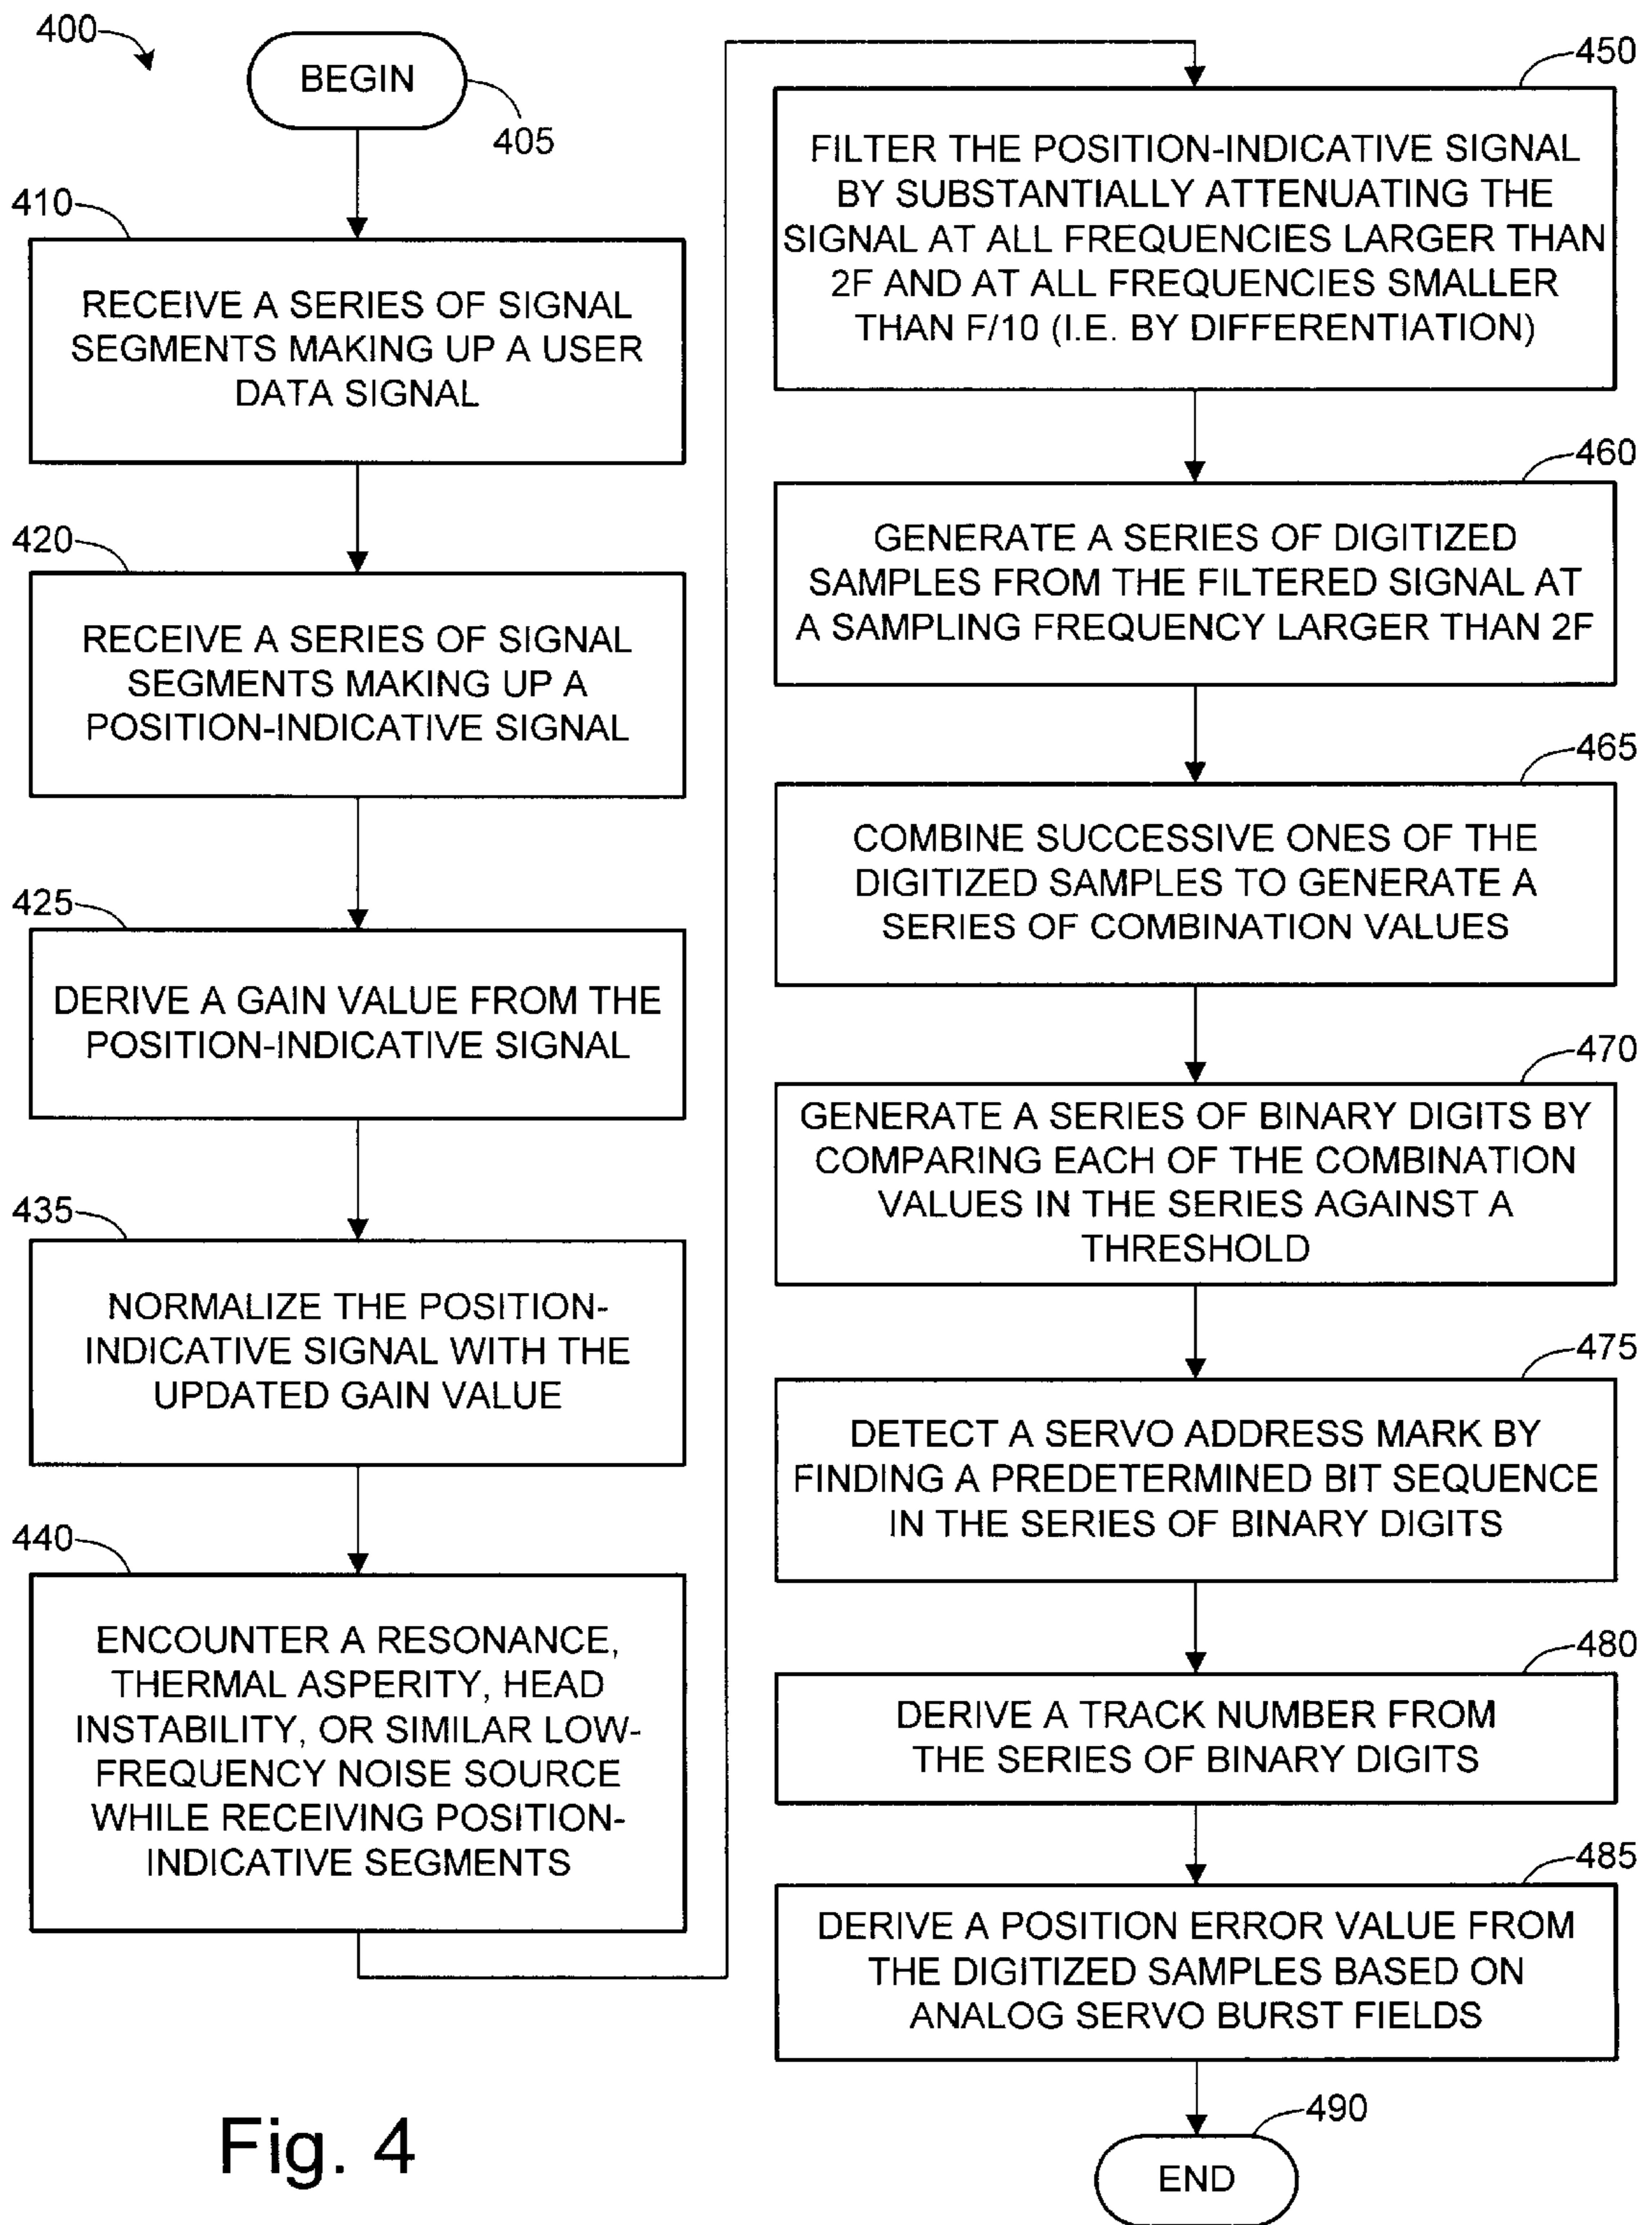 400
BEGIN
405
410
RECEIVE A SERIES OF SIGNAL
SEGMENTS MAKING UP A USER
DATA SIGNAL
420
RECEIVE A SERIES OF SIGNAL
SEGMENTS MAKING UP A
POSITION-INDICATIVE SIGNAL
425
DERIVE A GAIN VALUE FROM THE
POSITION-INDICATIVE SIGNAL
435
NORMALIZE THE POSITION-
INDICATIVE SIGNAL WITH THE
UPDATED GAIN VALUE
440
ENCOUNTER A RESONANCE,
THERMAL ASPERITY, HEAD
INSTABILITY, OR SIMILAR LOW-
FREQUENCY NOISE SOURCE
WHILE RECEIVING POSITION-
INDICATIVE SEGMENTS
450
FILTER THE POSITION-INDICATIVE SIGNAL
BY SUBSTANTIALLY ATTENUATING THE
SIGNAL AT ALL FREQUENCIES LARGER THAN
2F AND AT ALL FREQUENCIES SMALLER
THAN F/10 (I.E. BY DIFFERENTIATION)
460
GENERATE A SERIES OF DIGITIZED
SAMPLES FROM THE FILTERED SIGNAL AT
A SAMPLING FREQUENCY LARGER THAN 2F
465
COMBINE SUCCESSIVE ONES OF THE
DIGITIZED SAMPLES TO GENERATE A
SERIES OF COMBINATION VALUES
470
GENERATE A SERIES OF BINARY DIGITS BY
COMPARING EACH OF THE COMBINATION
VALUES IN THE SERIES AGAINST A
THRESHOLD
475
DETECT A SERVO ADDRESS MARK BY
FINDING A PREDETERMINED BIT SEQUENCE
IN THE SERIES OF BINARY DIGITS
480
DERIVE A TRACK NUMBER FROM
THE SERIES OF BINARY DIGITS
485
DERIVE A POSITION ERROR VALUE FROM
THE DIGITIZED SAMPLES BASED ON
ANALOG SERVO BURST FIELDS
490
END
Fig. 4